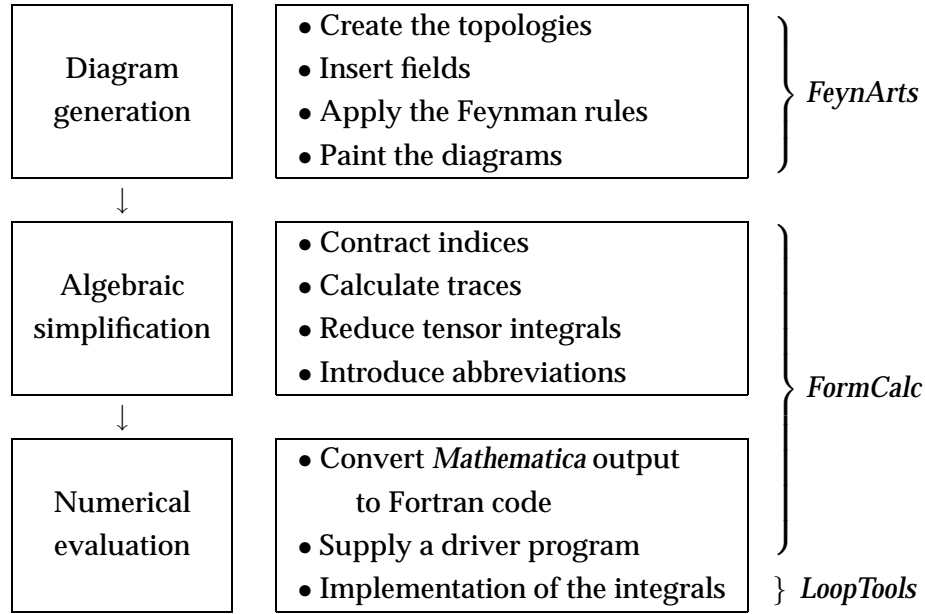 Diagram
generation
• Create the topologies
• Insert fields
• Apply the Feynman rules
• Paint the diagrams
} FeynArts
↓
Algebraic
simplification
• Contract indices
• Calculate traces
• Reduce tensor integrals
• Introduce abbreviations
} FormCalc
↓
Numerical
evaluation
• Convert Mathematica output
to Fortran code
• Supply a driver program
• Implementation of the integrals
} LoopTools